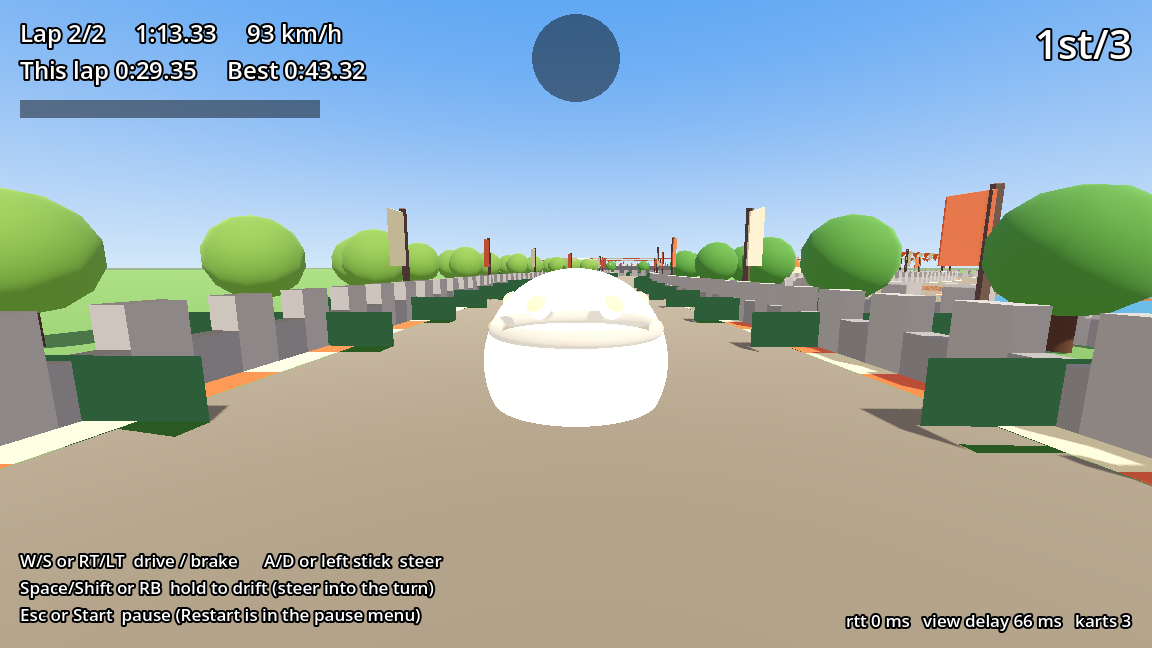 Lap 2/2 1:13.33 93 km/h
1st/3
This lap 0:29.35 Best 0:43.32
W/S or RT/LT drive / brake A/D or left stick steer
Space/Shift or RB hold to drift (steer into the turn)
Esc or Start pause (Restart is in the pause menu)
rtt 0 ms view delay 66 ms karts 3